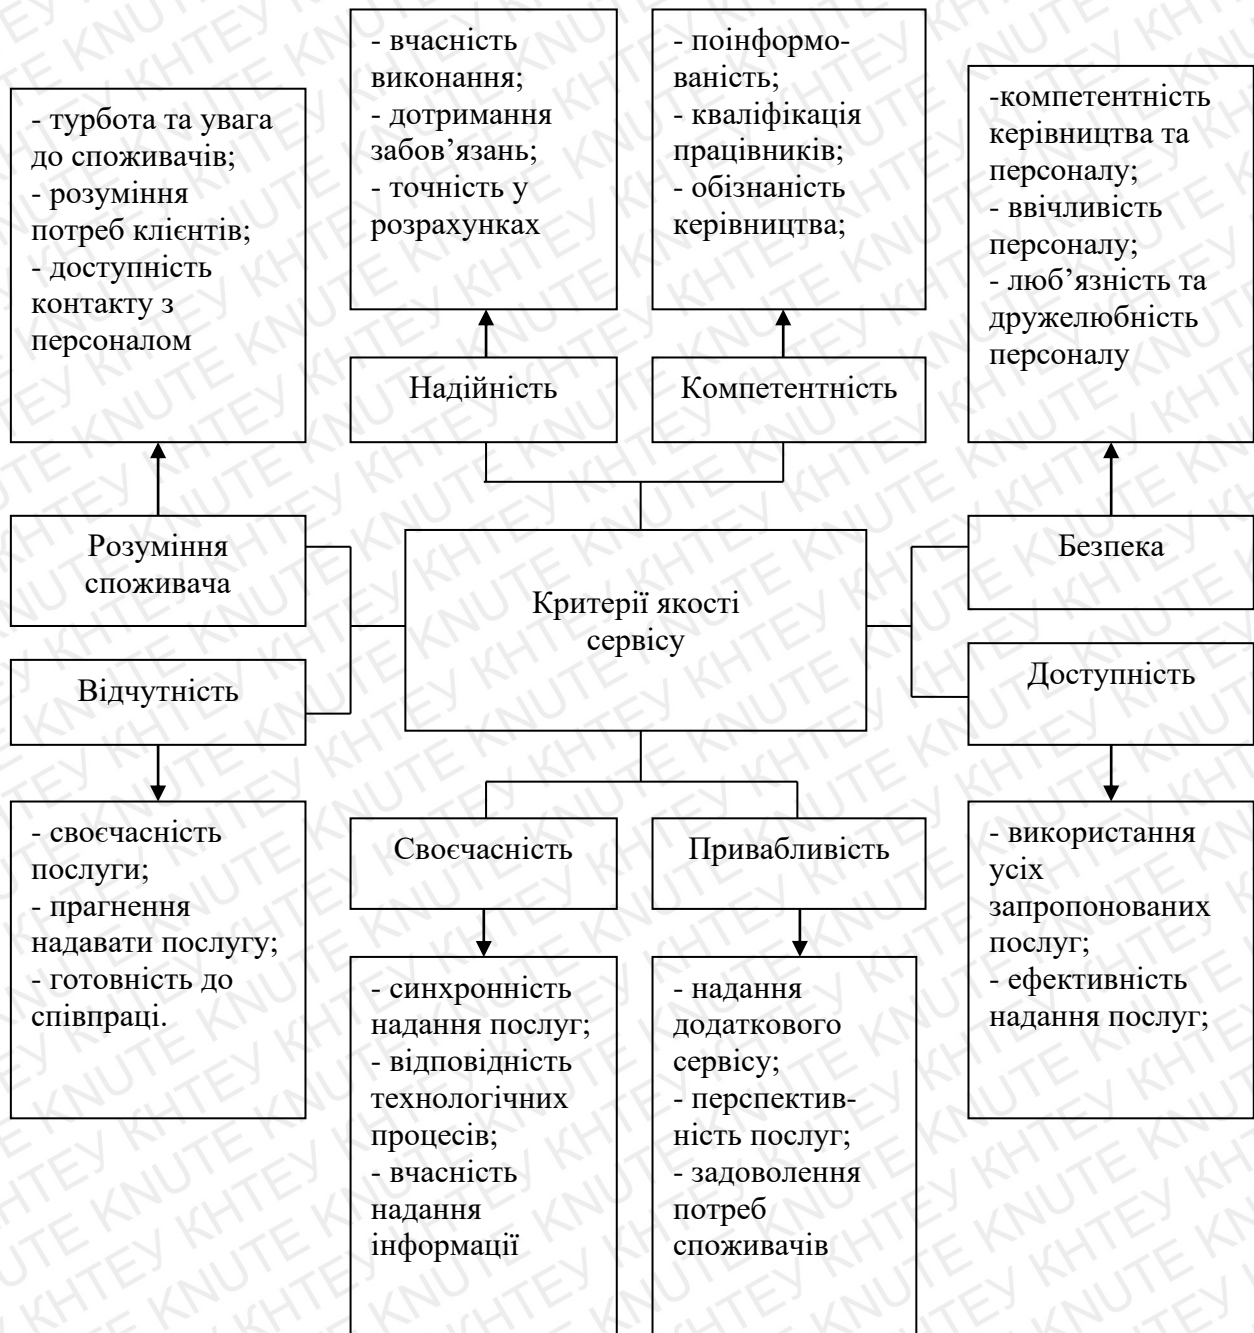 - турбота та увага
до споживачів;
- розуміння
потреб клієнтів;
- доступність
контакту з
персоналом
- вчасність
виконання;
- дотримання
забов’язань;
- точність у
розрахунках
- поінформо-
ваність;
- кваліфікація
працівників;
- обізнаність
керівництва;
-компетентність
керівництва та
персоналу;
- ввічливість
персоналу;
- люб’язність та
дружелюбність
персоналу
Надійність
Компетентність
Розуміння
споживача
Критерії якості
сервісу
Безпека
Відчутність
Доступність
- своєчасність
послуги;
- прагнення
надавати послугу;
- готовність до
співпраці.
Своєчасність
Привабливість
- використання
усіх
запропонованих
послуг;
- ефективність
надання послуг;
- синхронність
надання послуг;
- відповідність
технологічних
процесів;
- вчасність
надання
інформації
- надання
додаткового
сервісу;
- перспектив-
ність послуг;
- задоволення
потреб
споживачів
KNUTE КНТЕУ